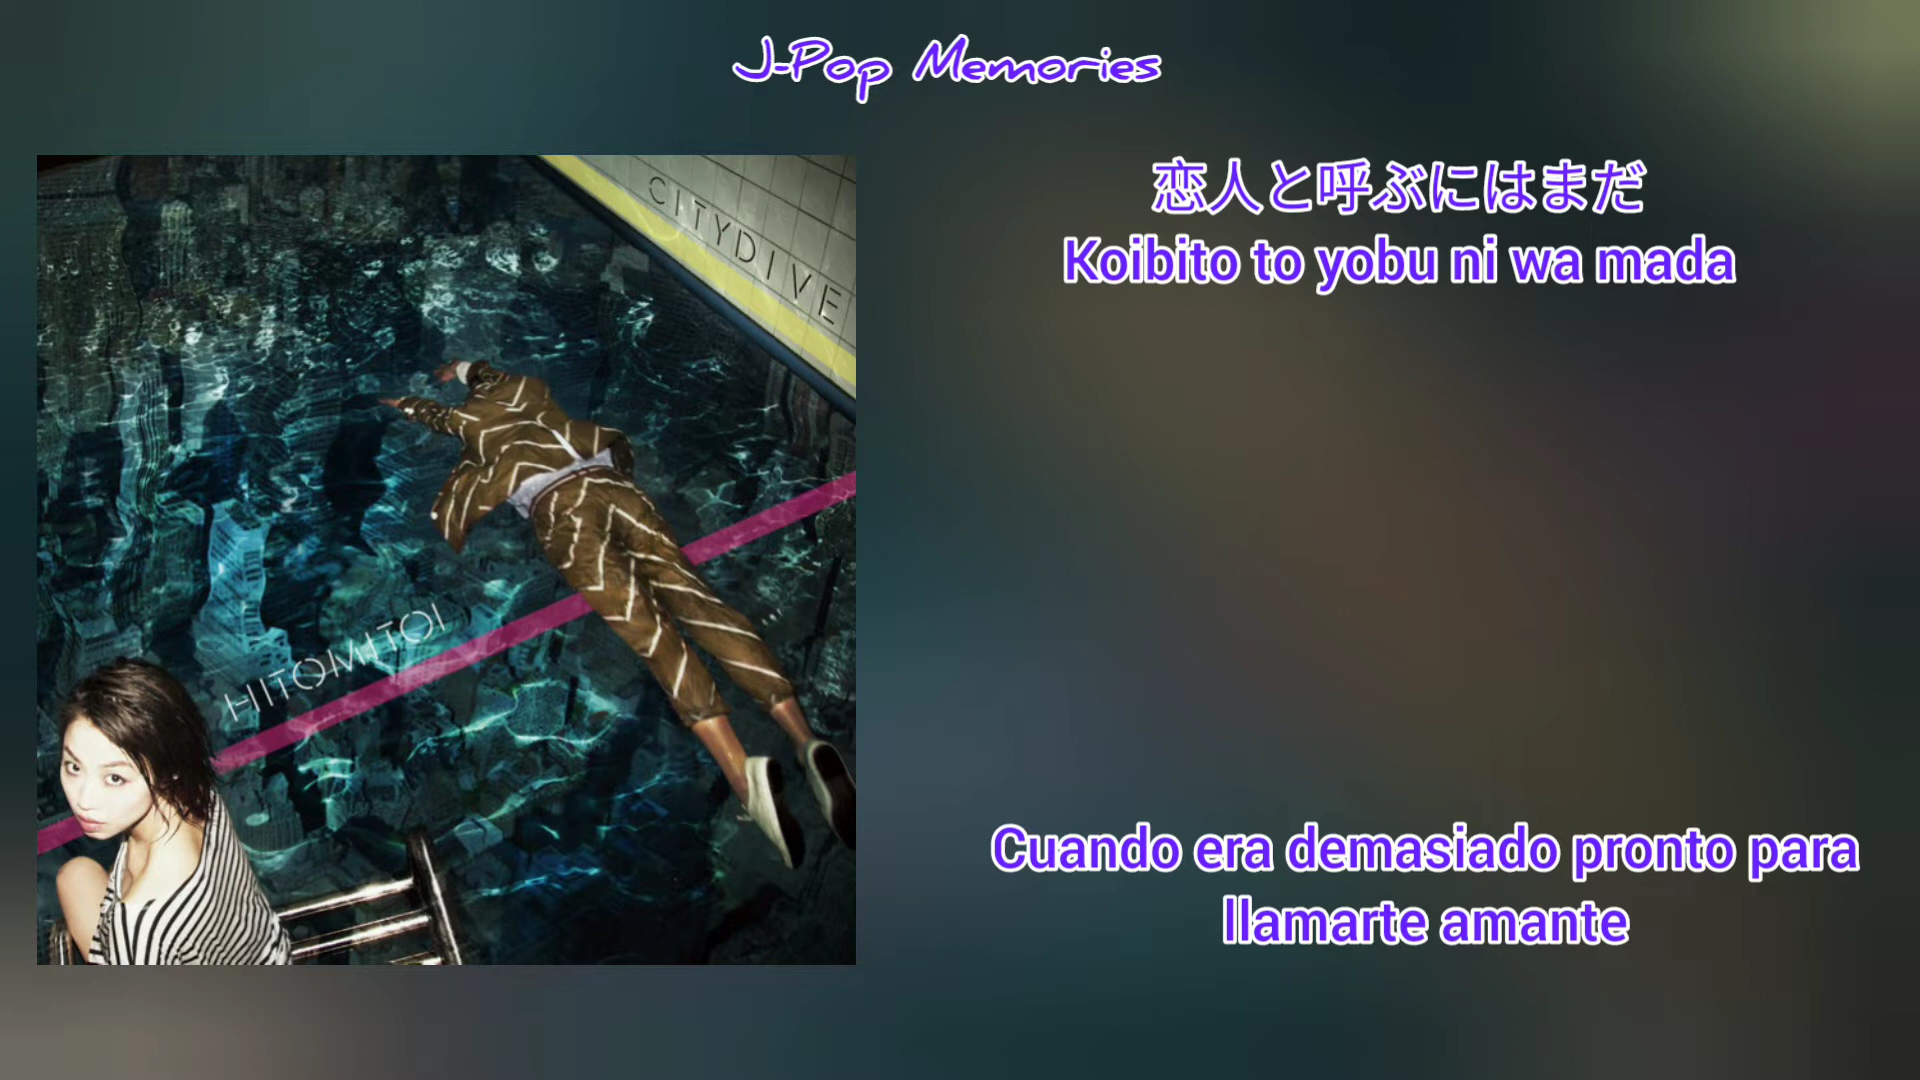 J-Pop Memories
CITYDIVE
HITOMITOI
恋人と呼ぶにはまだ
Koibito to yobu ni wa mada
Cuando era demasiado pronto para
llamarte amante